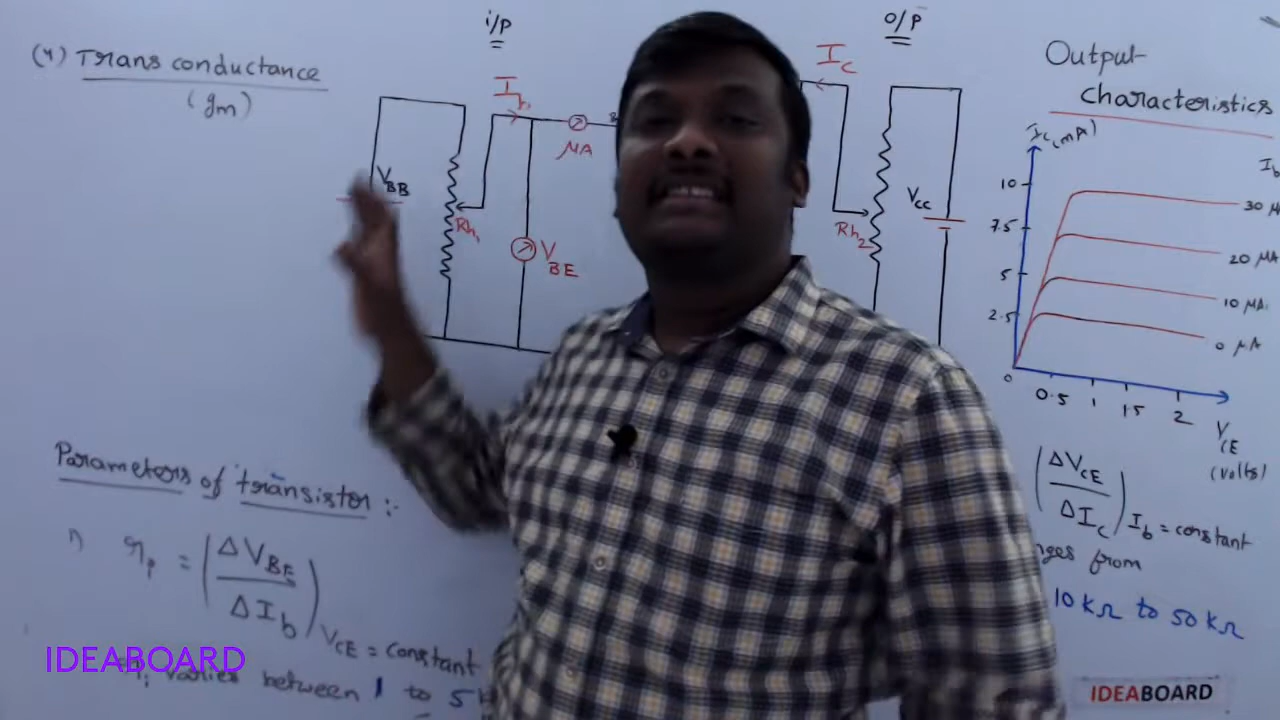 (4) Transconductance
(gm)
i/P
o/P
Ib
μA
VBB
Rh1
VBE
Ic
Rh2
VCC
Output
characteristics
Ic(mA)
Ib
10
7.5
5
2.5
0
30 μA
20 μA
10 μA
0 μA
0.5 1 1.5 2
VCE
(volts)
Parameters of transistor :-
1) ri = (ΔVBE / ΔIb) VCE = constant
ri varies between 1 to 5
(ΔVCE / ΔIc) Ib = constant
from
10 kΩ to 50 kΩ
IDEABOARD
IDEABOARD